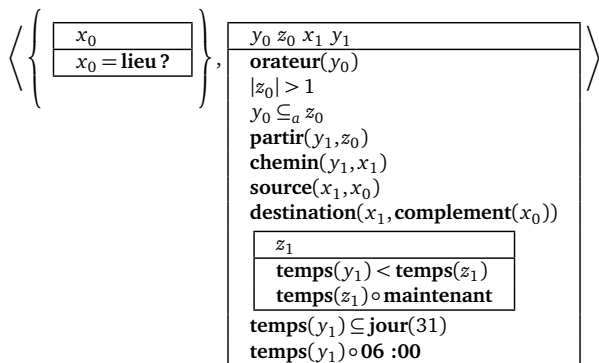 ⟨ { x₀ } , y₀ z₀ x₁ y₁ ⟩
x₀ = lieu ?
orateur(y₀)
|z₀| > 1
y₀ ⊆ₐ z₀
partir(y₁,z₀)
chemin(y₁,x₁)
source(x₁,x₀)
destination(x₁,complement(x₀))
z₁
temps(y₁) < temps(z₁)
temps(z₁)∘maintenant
temps(y₁)⊆jour(31)
temps(y₁)∘06 :00